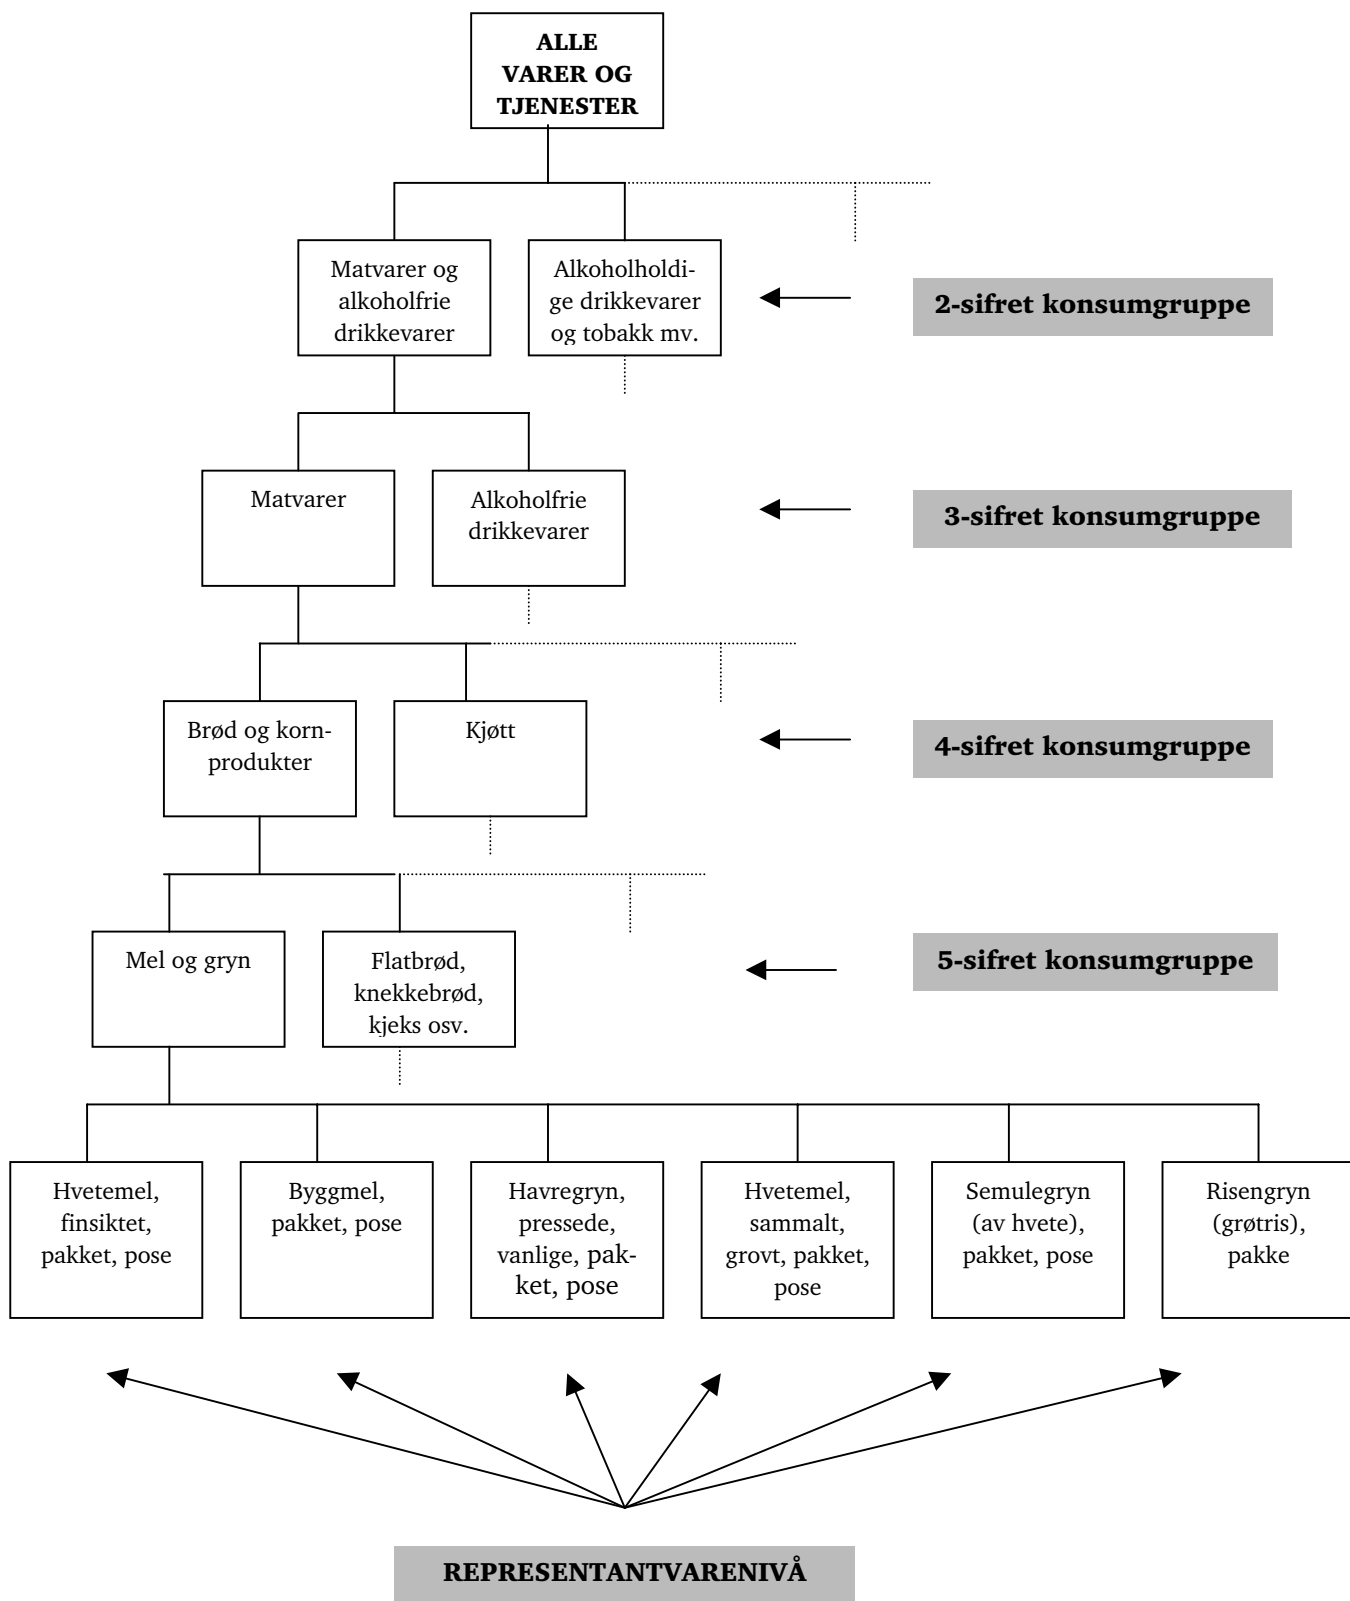 ALLE
VARER OG
TJENESTER
Matvarer og
alkoholfrie
drikkevarer
Alkoholholdi-
ge drikkevarer
og tobakk mv.
2-sifret konsumgruppe
Matvarer
Alkoholfrie
drikkevarer
3-sifret konsumgruppe
Brød og korn-
produkter
Kjøtt
4-sifret konsumgruppe
Mel og gryn
Flatbrød,
knekkebrød,
kjeks osv.
5-sifret konsumgruppe
Hvetemel,
finsiktet,
pakket, pose
Byggmel,
pakket, pose
Havregryn,
pressede,
vanlige, pak-
ket, pose
Hvetemel,
sammalt,
grovt, pakket,
pose
Semulegryn
(av hvete),
pakket, pose
Risengryn
(grøtris),
pakke
REPRESENTANTVARENIVÅ